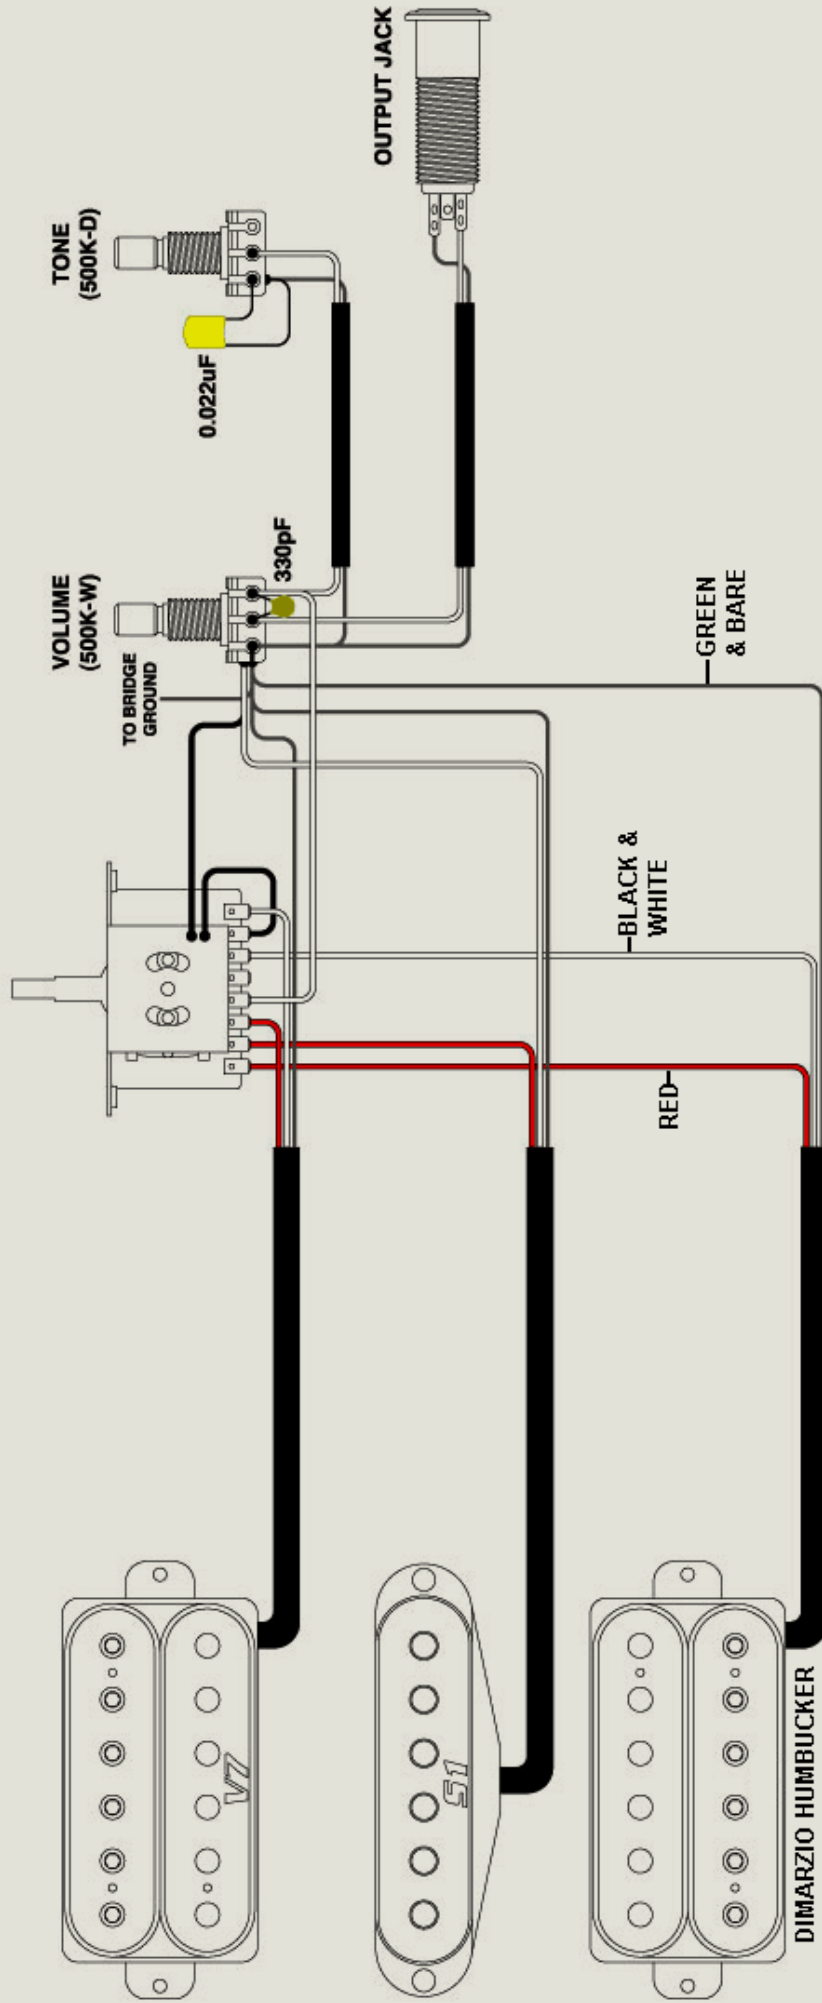 OUTPUT JACK
TONE
(500K-D)
0.022uF
VOLUME
(500K-W)
330pF
TO BRIDGE
GROUND
GREEN
& BARE
BLACK &
WHITE
RED
V7
S1
DIMARZIO HUMBUCKER